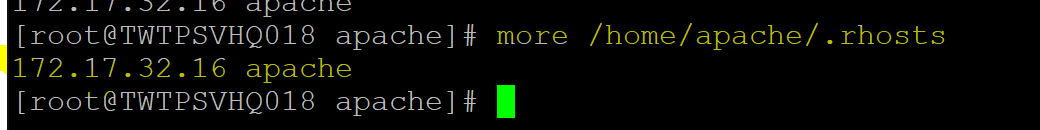 172.17.32.16 apache
[root@TWTPSVHQ018 apache]# more /home/apache/.rhosts
172.17.32.16 apache
[root@TWTPSVHQ018 apache]#